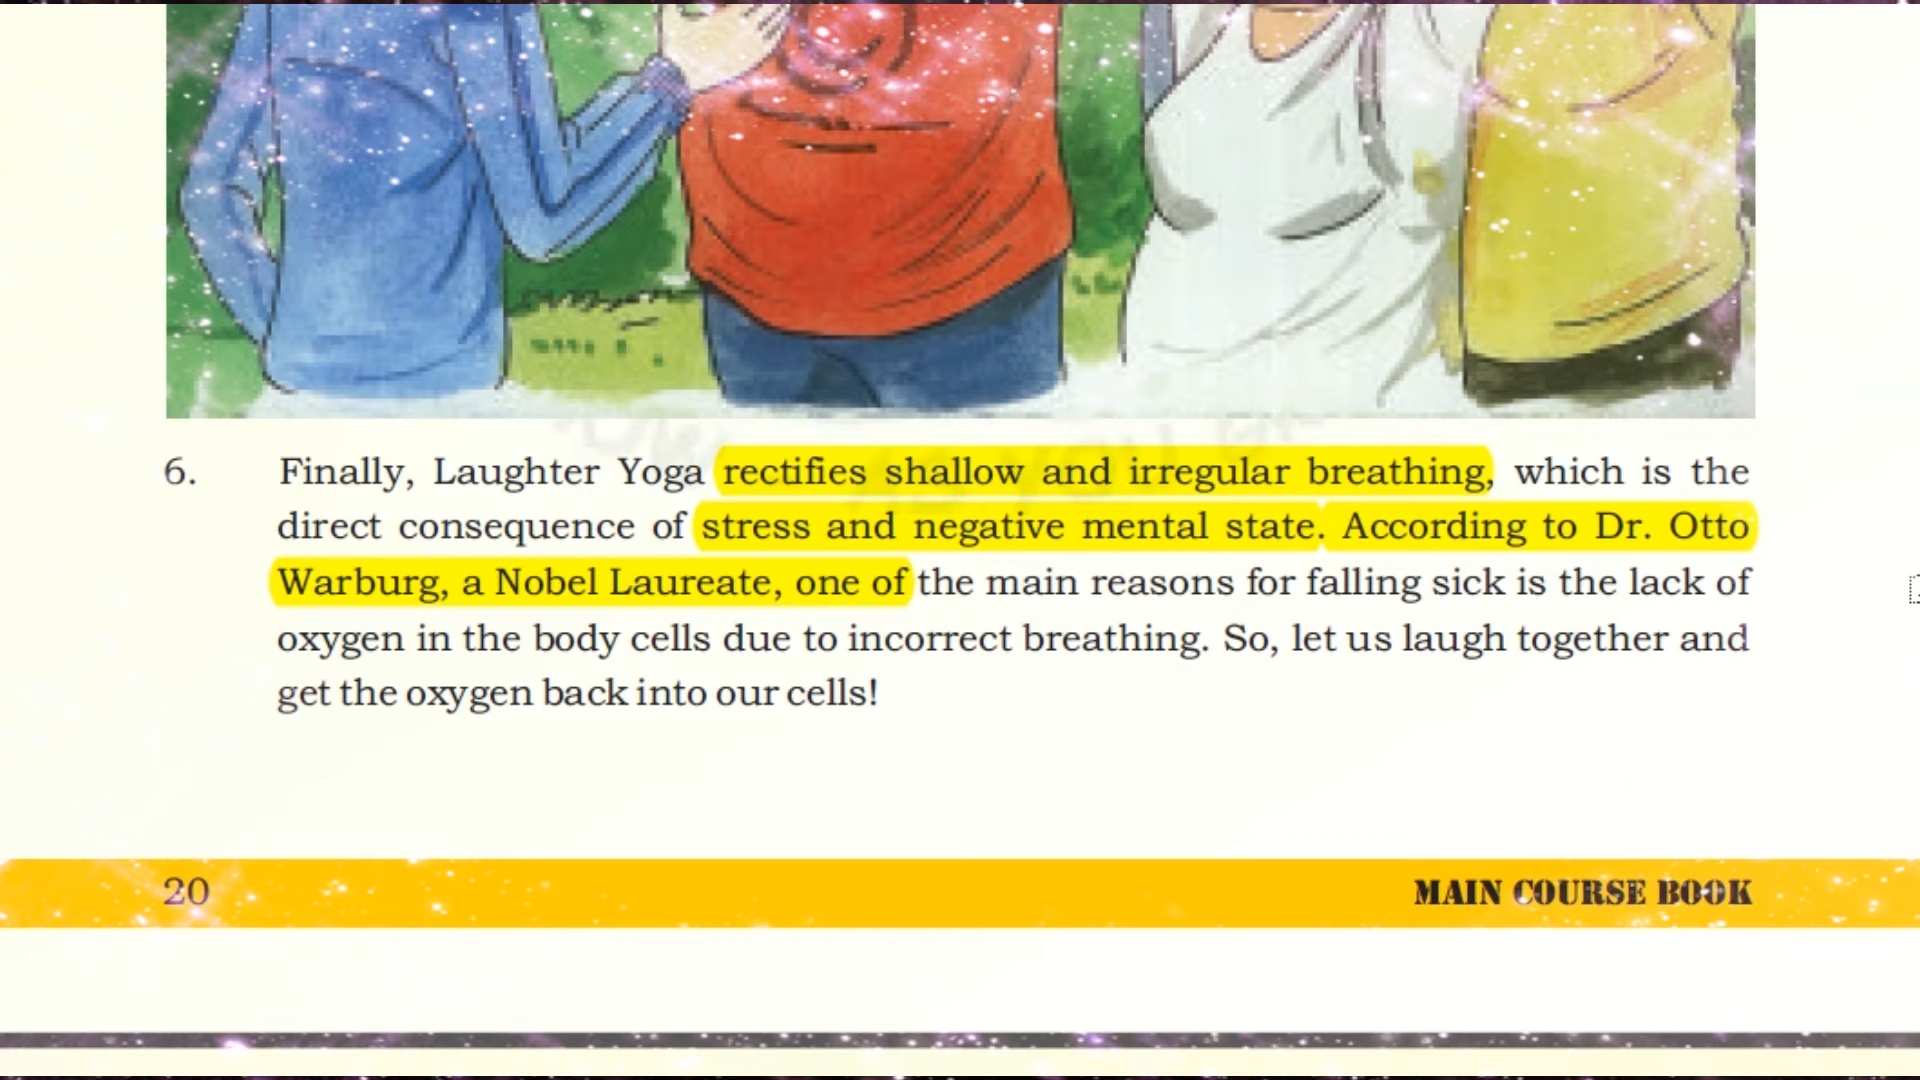 6. Finally, Laughter Yoga rectifies shallow and irregular breathing, which is the
direct consequence of stress and negative mental state. According to Dr. Otto
Warburg, a Nobel Laureate, one of the main reasons for falling sick is the lack of
oxygen in the body cells due to incorrect breathing. So, let us laugh together and
get the oxygen back into our cells!
20 MAIN COURSE BOOK